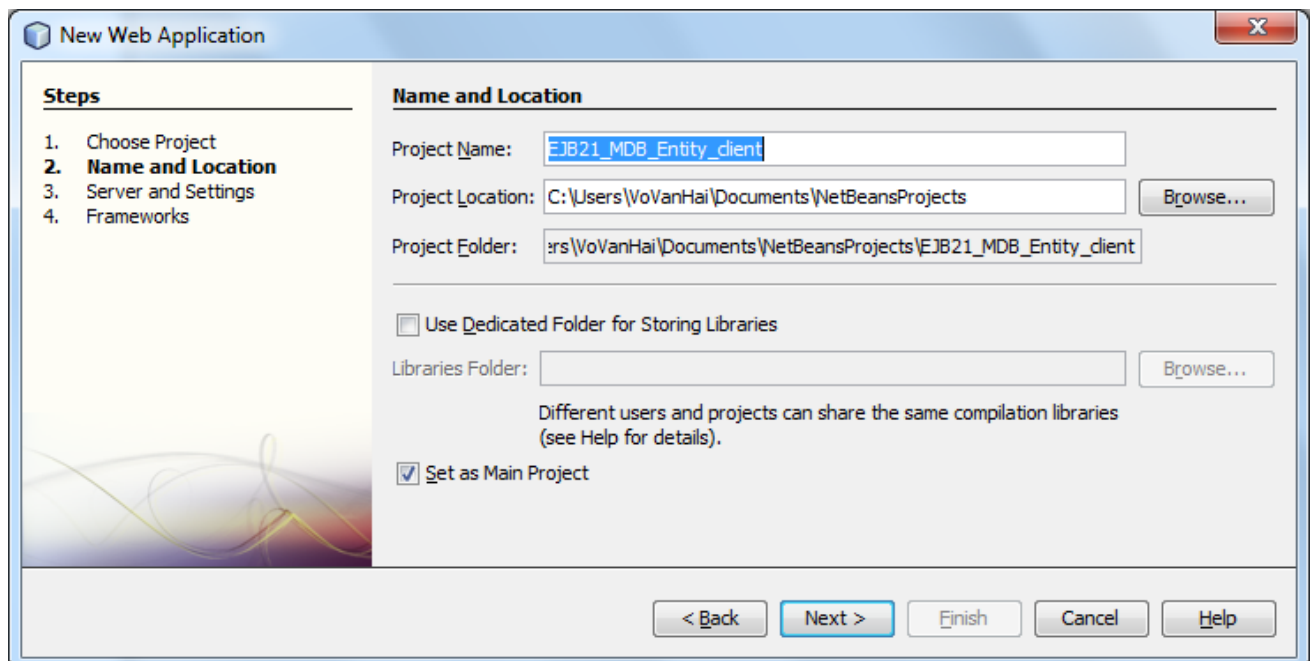 New Web Application
Steps
1. Choose Project
2. Name and Location
3. Server and Settings
4. Frameworks
Name and Location
Project Name: EJB21_MDB_Entity_client
Project Location: C:\Users\VoVanHai\Documents\NetBeansProjects Browse...
Project Folder: ers\VoVanHai\Documents\NetBeansProjects\EJB21_MDB_Entity_client
Use Dedicated Folder for Storing Libraries
Libraries Folder: Browse...
Different users and projects can share the same compilation libraries
(see Help for details).
Set as Main Project
< Back Next > Finish Cancel Help